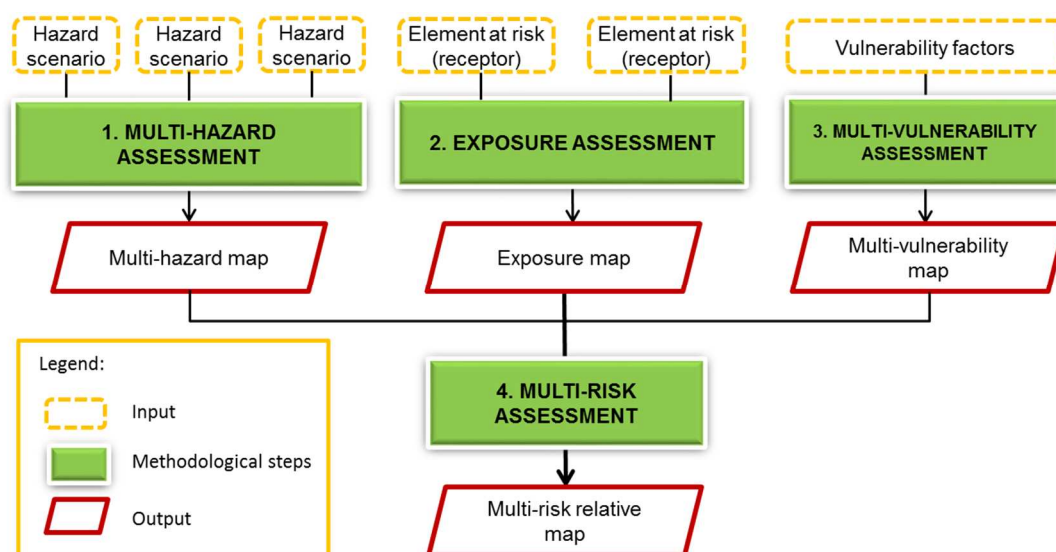 Hazard
scenario
Hazard
scenario
Hazard
scenario
Element at risk
(receptor)
Element at risk
(receptor)
Vulnerability factors
1. MULTI-HAZARD
ASSESSMENT
2. EXPOSURE ASSESSMENT
3. MULTI-VULNERABILITY
ASSESSMENT
Multi-hazard map
Exposure map
Multi-vulnerability
map
Legend:
Input
Methodological steps
Output
4. MULTI-RISK
ASSESSMENT
Multi-risk relative
map